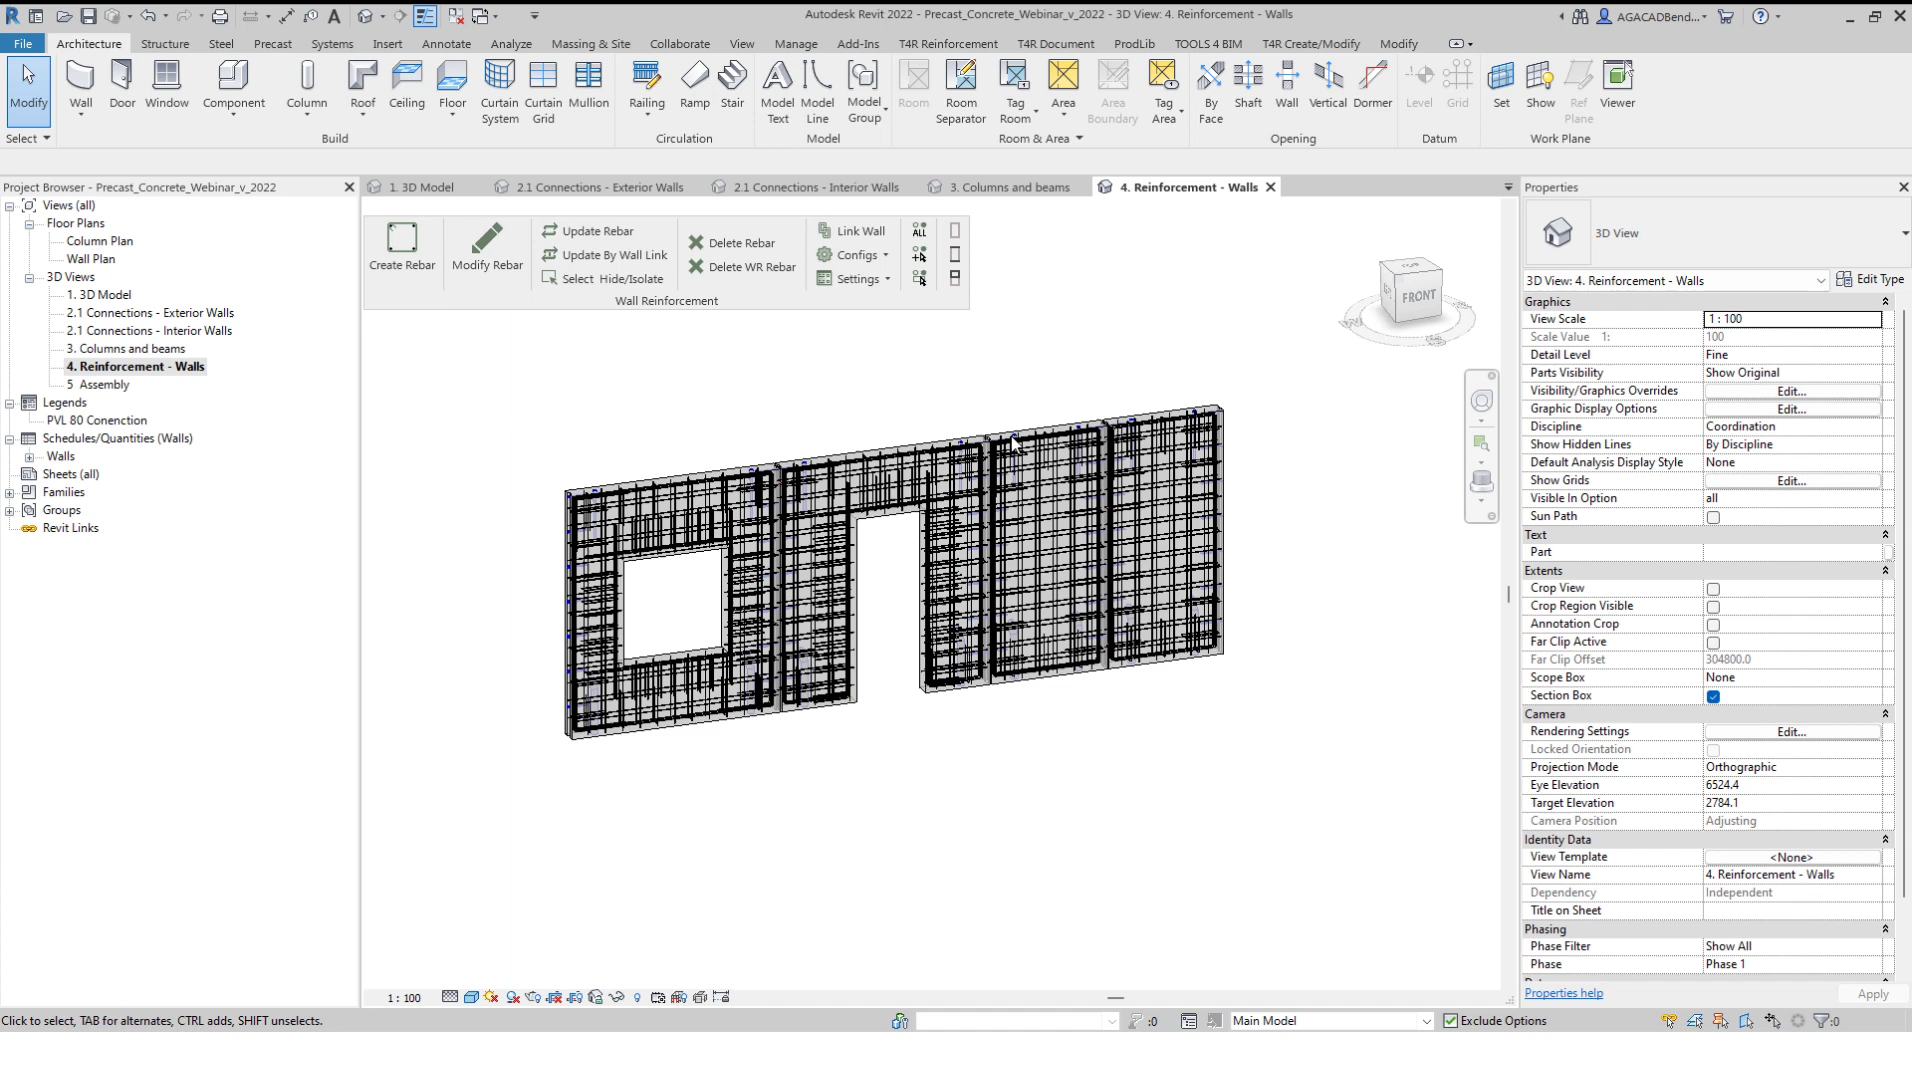 Autodesk Revit 2022 - Precast_Concrete_Webinar_v_2022 - 3D View: 4. Reinforcement - Walls
AGACADBend...
File Architecture Structure Steel Precast Systems Insert Annotate Analyze Massing & Site Collaborate View Manage Add-Ins T4R Reinforcement T4R Document ProdLib TOOLS 4 BIM T4R Create/Modify Modify
Modify Wall Door Window Component Column Roof Ceiling Floor Curtain System Curtain Grid Mullion Railing Ramp Stair Model Text Model Line Model Group Room Room Separator Tag Room Area Area Boundary Tag Area By Face Shaft Wall Vertical Dormer Level Grid Set Show Ref Plane Viewer
Select Build Circulation Model Room & Area Opening Datum Work Plane
Project Browser - Precast_Concrete_Webinar_v_2022
Views (all)
Floor Plans
Column Plan
Wall Plan
3D Views
1. 3D Model
2.1 Connections - Exterior Walls
2.1 Connections - Interior Walls
3. Columns and beams
4. Reinforcement - Walls
5 Assembly
Legends
PVL 80 Conenction
Schedules/Quantities (Walls)
Walls
Sheets (all)
Families
Groups
Revit Links
1. 3D Model 2.1 Connections - Exterior Walls 2.1 Connections - Interior Walls 3. Columns and beams 4. Reinforcement - Walls
Create Rebar
Modify Rebar
Update Rebar
Update By Wall Link
Select Hide/Isolate
Delete Rebar
Delete WR Rebar
Link Wall
Configs
Settings
ALL
Wall Reinforcement
FRONT
Properties
3D View
3D View: 4. Reinforcement - Walls Edit Type
Graphics
View Scale 1 : 100
Scale Value 1: 100
Detail Level Fine
Parts Visibility Show Original
Visibility/Graphics Overrides Edit...
Graphic Display Options Edit...
Discipline Coordination
Show Hidden Lines By Discipline
Default Analysis Display Style None
Show Grids Edit...
Visible In Option all
Sun Path
Text
Part
Extents
Crop View
Crop Region Visible
Annotation Crop
Far Clip Active
Far Clip Offset 304800.0
Scope Box None
Section Box
Camera
Rendering Settings Edit...
Locked Orientation
Projection Mode Orthographic
Eye Elevation 6524.4
Target Elevation 2784.1
Camera Position Adjusting
Identity Data
View Template <None>
View Name 4. Reinforcement - Walls
Dependency Independent
Title on Sheet
Phasing
Phase Filter Show All
Phase Phase 1
Properties help Apply
1 : 100
Click to select, TAB for alternates, CTRL adds, SHIFT unselects. :0 Main Model Exclude Options :0